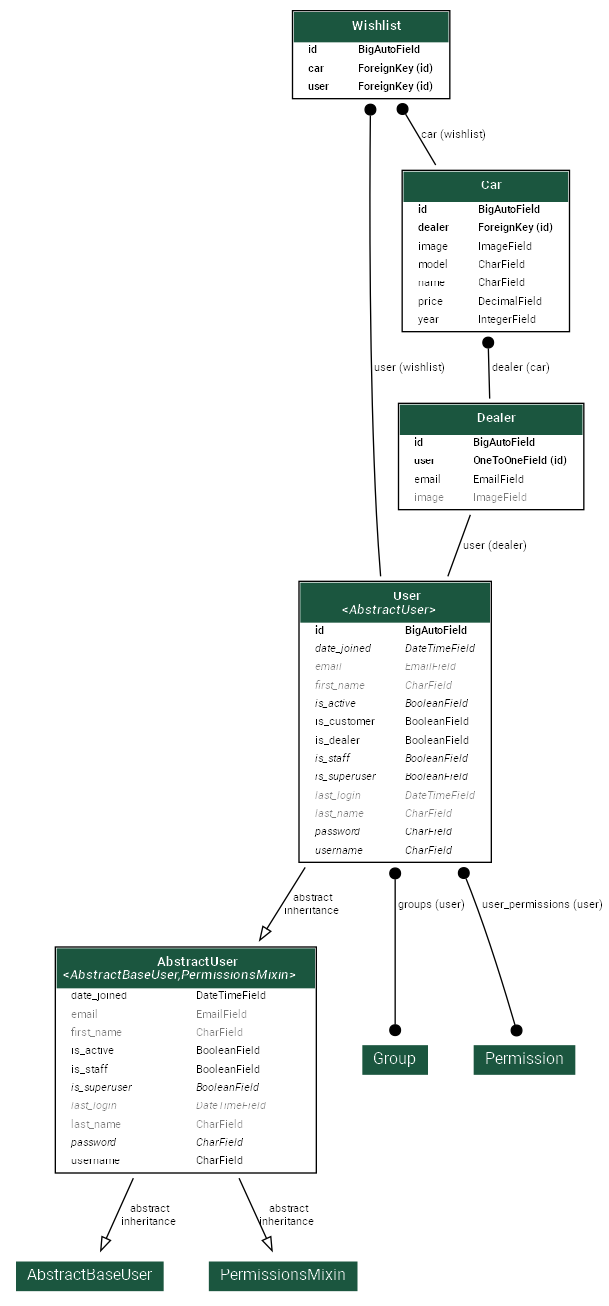 Wishlist
id BigAutoField
car ForeignKey (id)
user ForeignKey (id)
car (wishlist)
Car
id BigAutoField
dealer ForeignKey (id)
image ImageField
model CharField
name CharField
price DecimalField
year IntegerField
user (wishlist)
dealer (car)
Dealer
id BigAutoField
user OneToOneField (id)
email EmailField
image ImageField
user (dealer)
User
<AbstractUser>
id BigAutoField
date_joined DateTimeField
email EmailField
first_name CharField
is_active BooleanField
is_customer BooleanField
is_dealer BooleanField
is_staff BooleanField
is_superuser BooleanField
last_login DateTimeField
last_name CharField
password CharField
username CharField
abstract
inheritance
groups (user)
user_permissions (user)
AbstractUser
<AbstractBaseUser,PermissionsMixin>
date_joined DateTimeField
email EmailField
first_name CharField
is_active BooleanField
is_staff BooleanField
is_superuser BooleanField
last_login DateTimeField
last_name CharField
password CharField
username CharField
Group
Permission
abstract
inheritance
abstract
inheritance
AbstractBaseUser
PermissionsMixin